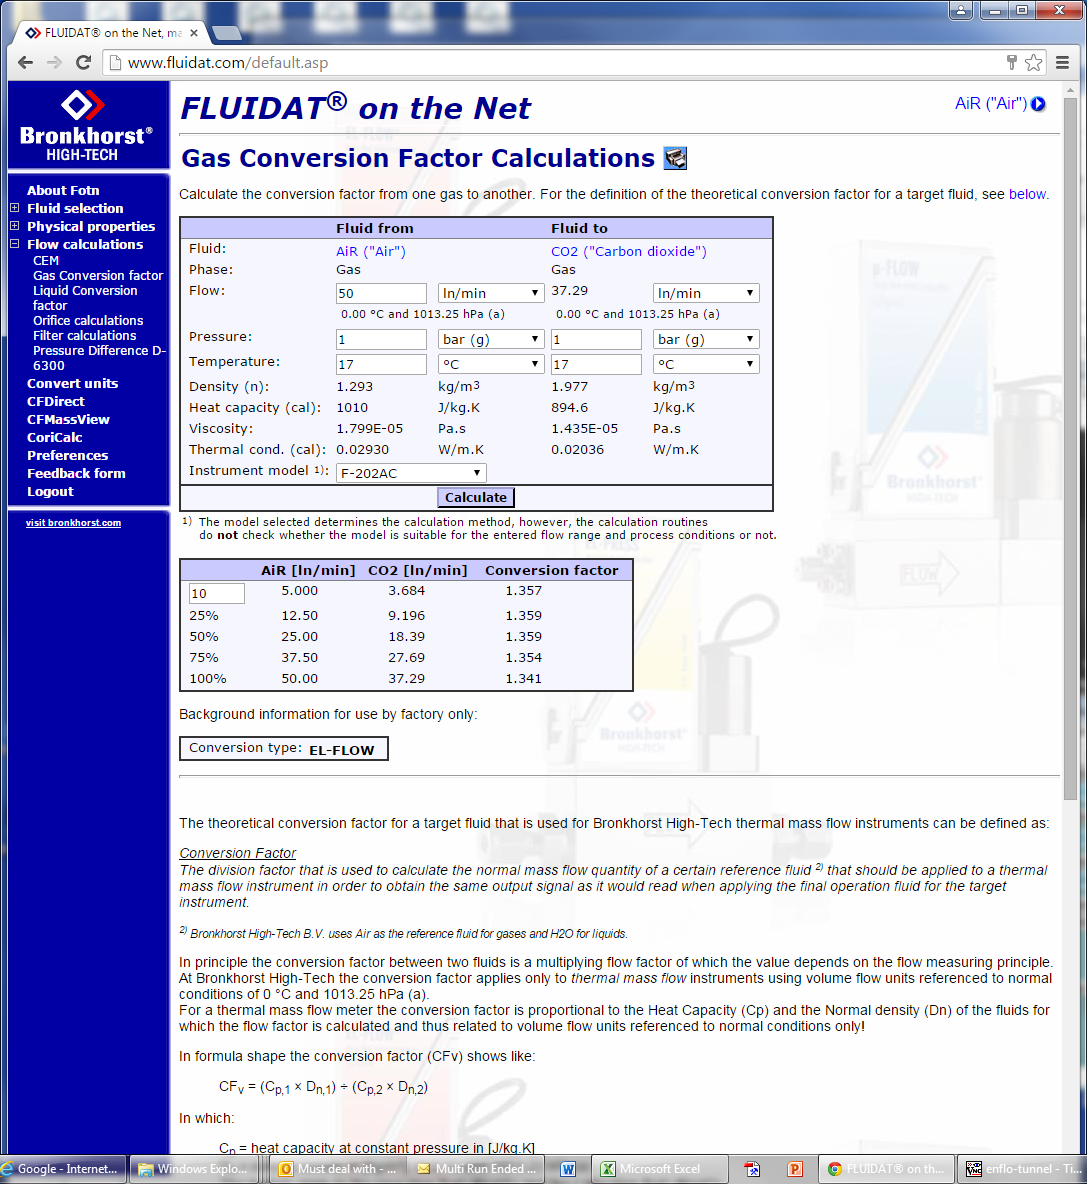 FLUIDAT® on the Net, ma
www.fluidat.com/default.asp
Bronkhorst®
HIGH-TECH
About Fotn
Fluid selection
Physical properties
Flow calculations
CEM
Gas Conversion factor
Liquid Conversion
factor
Orifice calculations
Filter calculations
Pressure Difference D-
6300
Convert units
CFDirect
CFMassView
CoriCalc
Preferences
Feedback form
Logout
visit bronkhorst.com
FLUIDAT® on the Net
AiR ("Air")
Gas Conversion Factor Calculations
Calculate the conversion factor from one gas to another. For the definition of the theoretical conversion factor for a target fluid, see below.
Fluid from Fluid to
Fluid: AiR ("Air") CO2 ("Carbon dioxide")
Phase: Gas Gas
Flow: 50 ln/min 37.29 ln/min
0.00 °C and 1013.25 hPa (a) 0.00 °C and 1013.25 hPa (a)
Pressure: 1 bar (g) 1 bar (g)
Temperature: 17 °C 17 °C
Density (n): 1.293 kg/m3 1.977 kg/m3
Heat capacity (cal): 1010 J/kg.K 894.6 J/kg.K
Viscosity: 1.799E-05 Pa.s 1.435E-05 Pa.s
Thermal cond. (cal): 0.02930 W/m.K 0.02036 W/m.K
Instrument model 1): F-202AC
Calculate
1) The model selected determines the calculation method, however, the calculation routines
do not check whether the model is suitable for the entered flow range and process conditions or not.
AiR [ln/min] CO2 [ln/min] Conversion factor
10 5.000 3.684 1.357
25% 12.50 9.196 1.359
50% 25.00 18.39 1.359
75% 37.50 27.69 1.354
100% 50.00 37.29 1.341
Background information for use by factory only:
Conversion type: EL-FLOW
The theoretical conversion factor for a target fluid that is used for Bronkhorst High-Tech thermal mass flow instruments can be defined as:
Conversion Factor
The division factor that is used to calculate the normal mass flow quantity of a certain reference fluid 2) that should be applied to a thermal
mass flow instrument in order to obtain the same output signal as it would read when applying the final operation fluid for the target
instrument.
2) Bronkhorst High-Tech B.V. uses Air as the reference fluid for gases and H2O for liquids.
In principle the conversion factor between two fluids is a multiplying flow factor of which the value depends on the flow measuring principle.
At Bronkhorst High-Tech the conversion factor applies only to thermal mass flow instruments using volume flow units referenced to normal
conditions of 0 °C and 1013.25 hPa (a).
For a thermal mass flow meter the conversion factor is proportional to the Heat Capacity (Cp) and the Normal density (Dn) of the fluids for
which the flow factor is calculated and thus related to volume flow units referenced to normal conditions only!
In formula shape the conversion factor (CFv) shows like:
CFv = (Cp,1 × Dn,1) ÷ (Cp,2 × Dn,2)
In which:
Cp = heat capacity at constant pressure in [J/kg.K]
Google - Internet... Windows Explo... Must deal with - ... Multi Run Ended ... Microsoft Excel FLUIDAT® on th... enflo-tunnel - Ti...